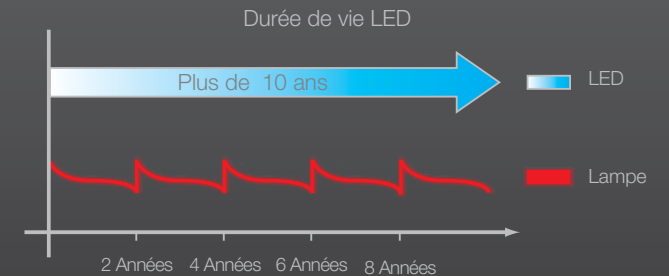 Durée de vie LED
Plus de 10 ans
LED
Lampe
2 Années 4 Années 6 Années 8 Années